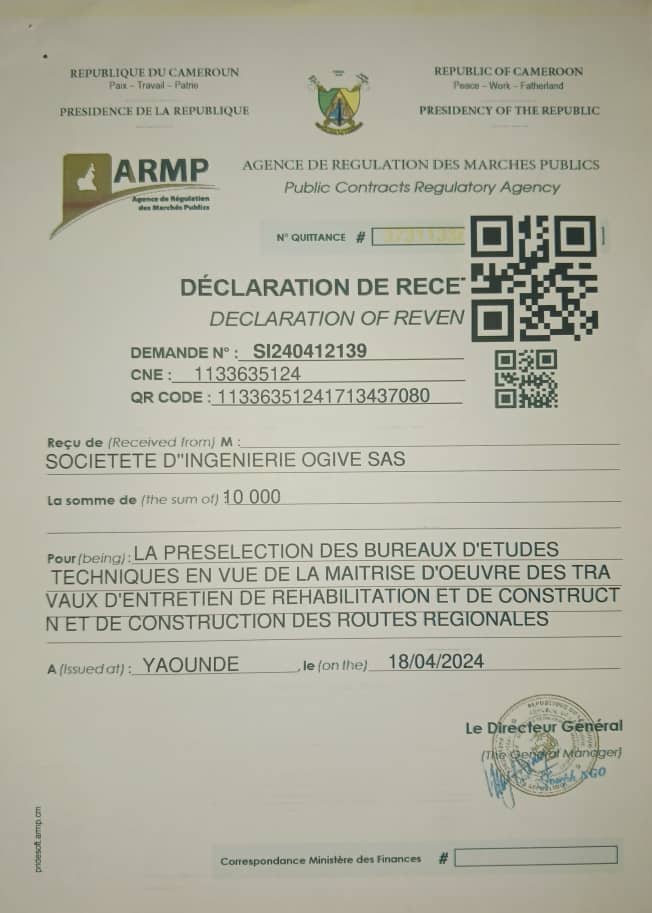 REPUBLIQUE DU CAMEROUN
Paix – Travail – Patrie
PRESIDENCE DE LA REPUBLIQUE
REPUBLIC OF CAMEROON
Peace – Work – Fatherland
PRESIDENCY OF THE REPUBLIC
ARMP
Agence de Régulation
des Marchés Publics
AGENCE DE REGULATION DES MARCHES PUBLICS
Public Contracts Regulatory Agency
N° QUITTANCE #
DÉCLARATION DE RECE
DECLARATION OF REVEN
DEMANDE N° : SI240412139
CNE : 1133635124
QR CODE : 11336351241713437080
Reçu de (Received from) M :
SOCIETETE D"INGENIERIE OGIVE SAS
La somme de (the sum of) : 10 000
Pour (being) : LA PRESELECTION DES BUREAUX D'ETUDES
TECHNIQUES EN VUE DE LA MAITRISE D'OEUVRE DES TRA
VAUX D'ENTRETIEN DE REHABILITATION ET DE CONSTRUCT
N ET DE CONSTRUCTION DES ROUTES REGIONALES
A (Issued at) : YAOUNDE , le (on the) 18/04/2024
Le Directeur Général
(The General Manager)
Joseph NGO
pridesoft.armp.cm
Correspondance Ministère des Finances #